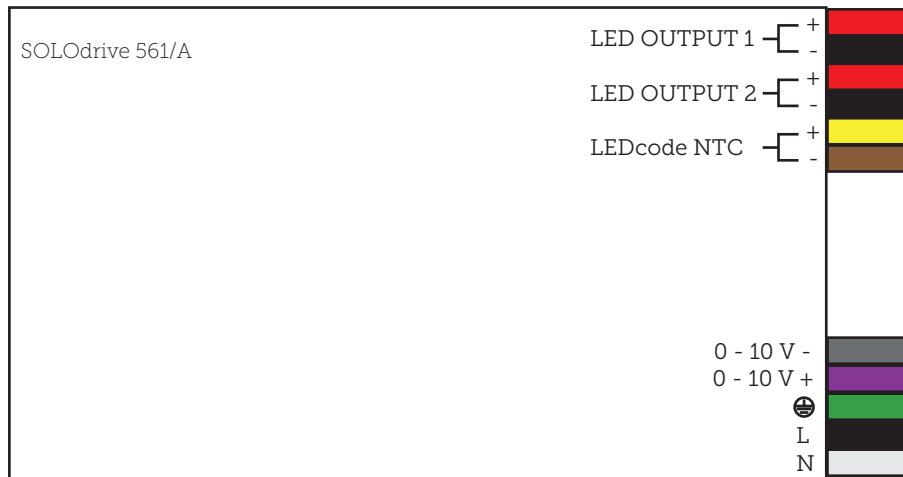 SOLOdrive 561/A
LED OUTPUT 1 + -
LED OUTPUT 2 + -
LEDcode NTC + -
0 - 10 V -
0 - 10 V +
L
N